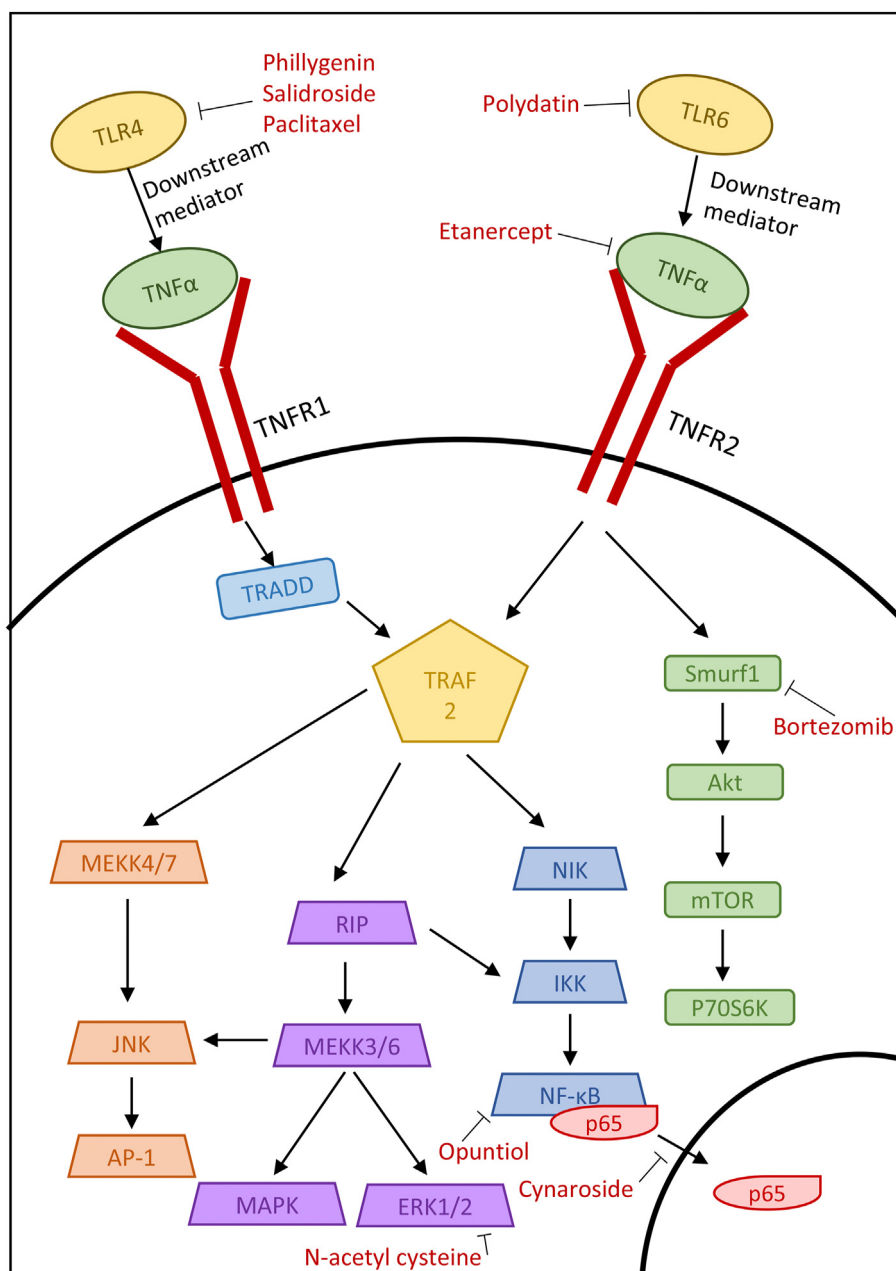 Phillygenin
Salidroside
Paclitaxel
TLR4
Polydatin
TLR6
Downstream
mediator
Downstream
mediator
Etanercept
TNFα
TNFα
TNFR1
TNFR2
TRADD
TRAF
2
Smurf1
Bortezomib
Akt
MEKK4/7
NIK
mTOR
RIP
IKK
P70S6K
JNK
MEKK3/6
NF-κB
p65
AP-1
Opuntiol
Cynaroside
p65
MAPK
ERK1/2
N-acetyl cysteine